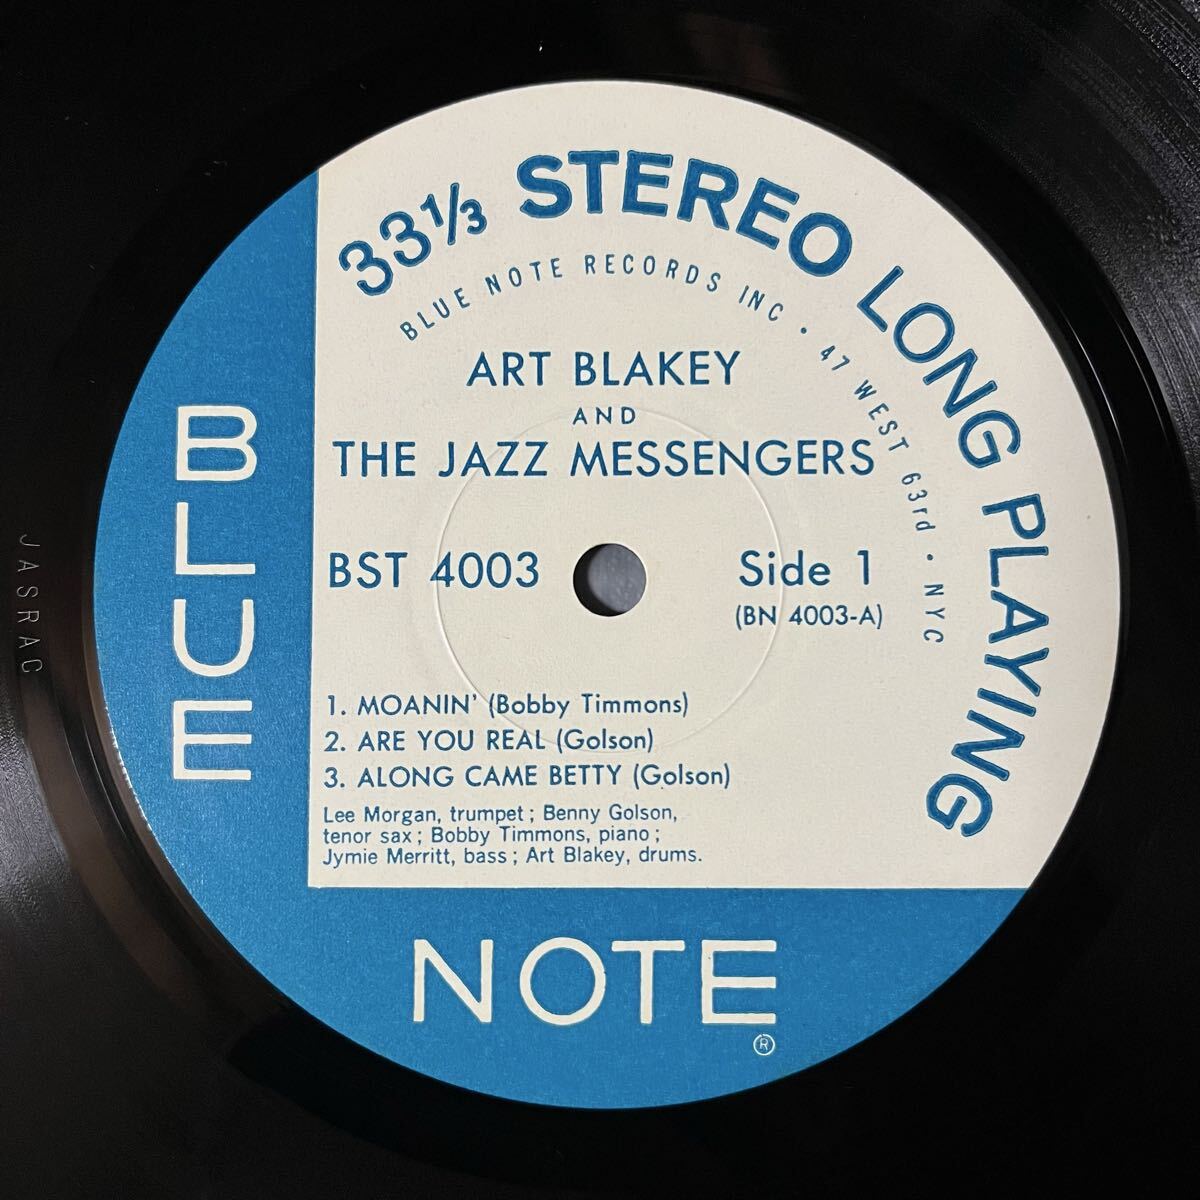 33⅓ STEREO LONG PLAYING
BLUE NOTE RECORDS INC • 47 WEST 63rd • NYC
ART BLAKEY
AND
THE JAZZ MESSENGERS
BST 4003
Side 1
(BN 4003-A)
1. MOANIN' (Bobby Timmons)
2. ARE YOU REAL (Golson)
3. ALONG CAME BETTY (Golson)
Lee Morgan, trumpet; Benny Golson,
tenor sax; Bobby Timmons, piano;
Jymie Merritt, bass; Art Blakey, drums.
BLUE
NOTE
®
JASRAC